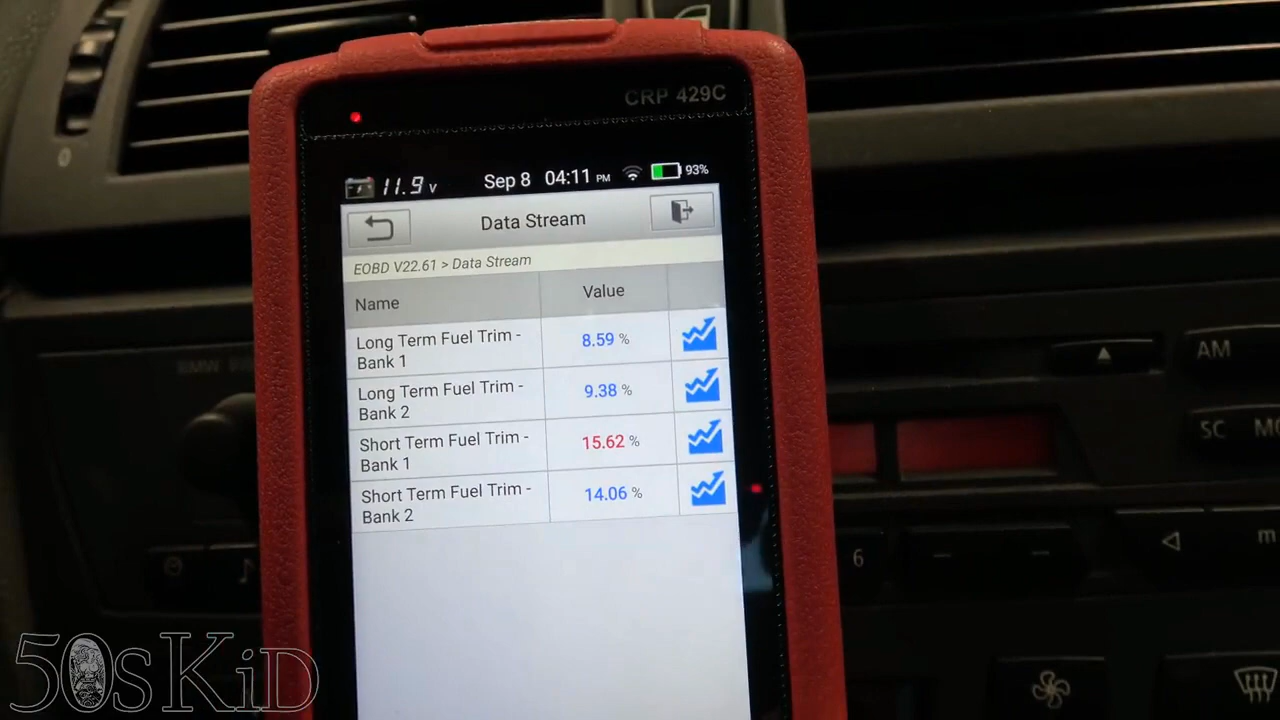 CRP 429C
11.9 V Sep 8 04:11 PM 93%
Data Stream
EOBD V22.61 > Data Stream
Name Value
Long Term Fuel Trim - 8.59 %
Bank 1
Long Term Fuel Trim - 9.38 %
Bank 2
Short Term Fuel Trim - 15.62 %
Bank 1
Short Term Fuel Trim - 14.06 %
Bank 2
AM
SC
6
50sKiD